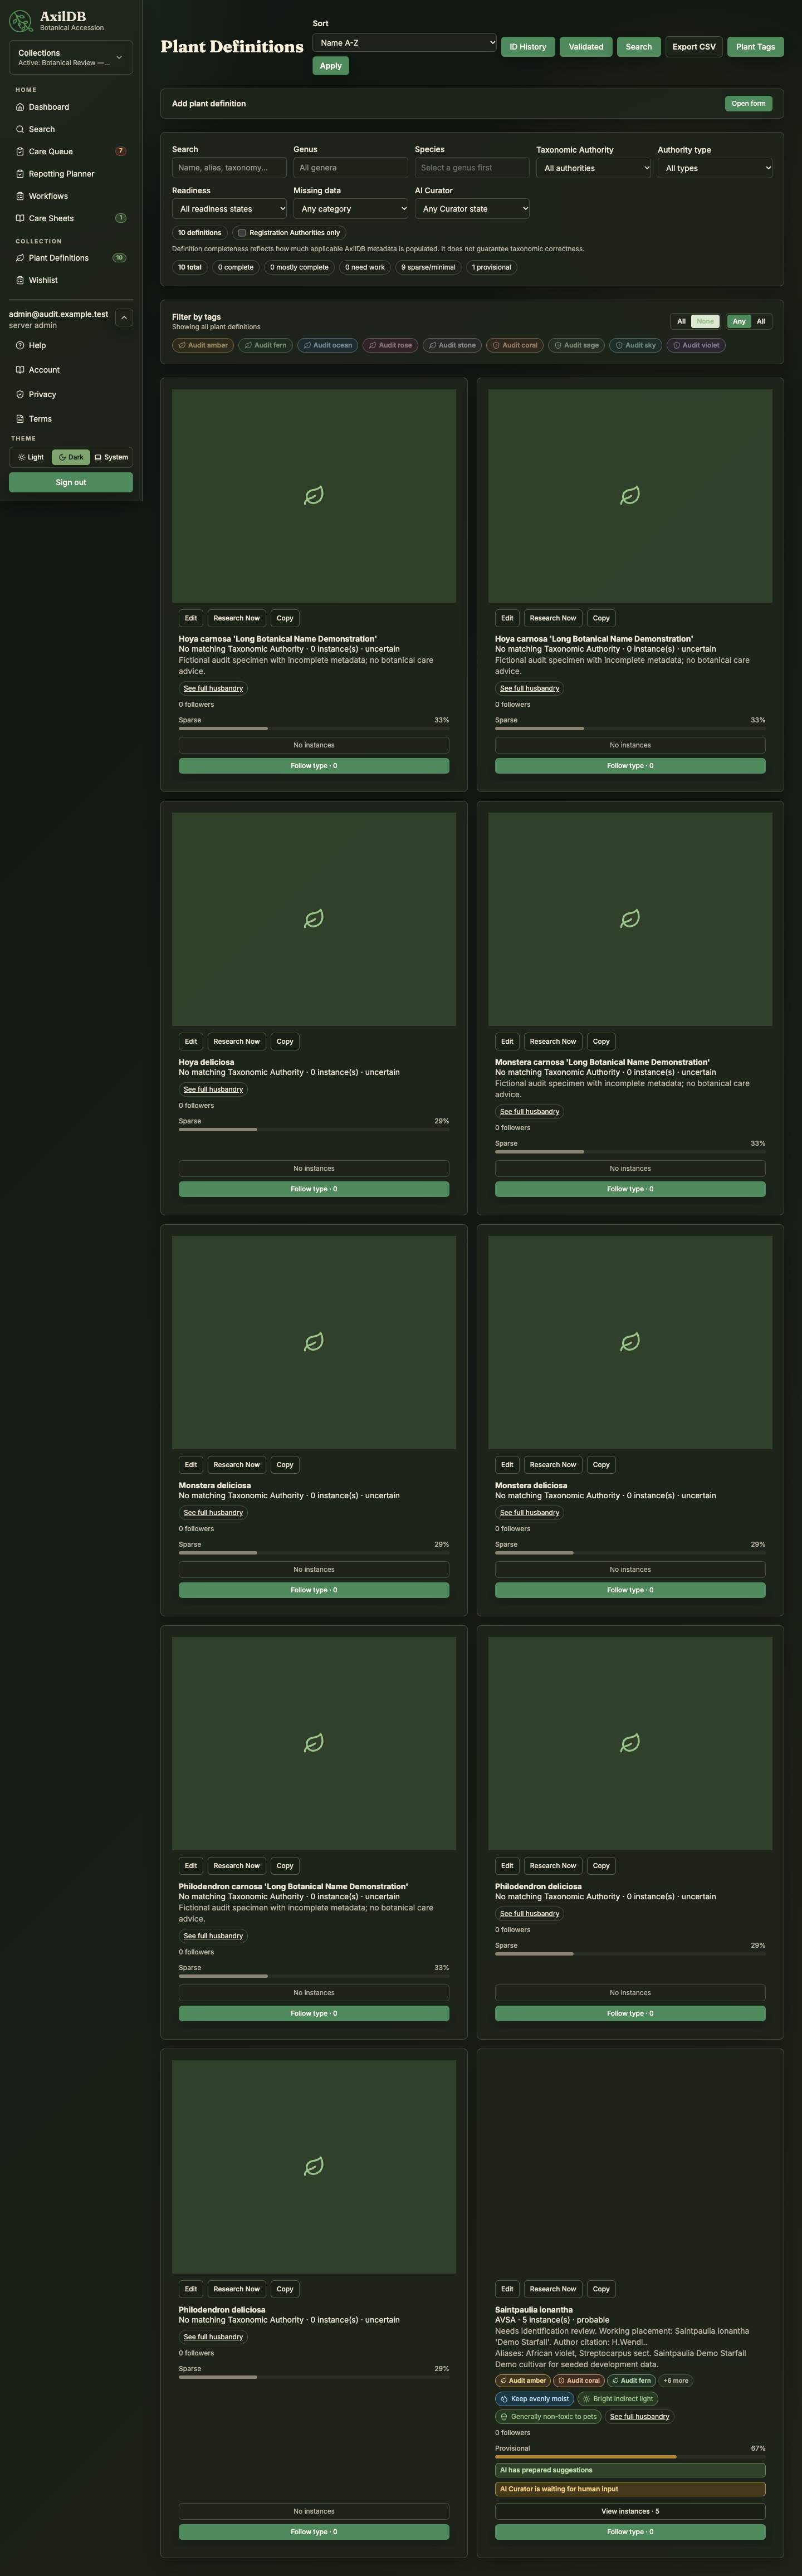 AxilDB
Botanical Accession
Collections
Active: Botanical Review —...
HOME
Dashboard
Search
Care Queue 7
Repotting Planner
Workflows
Care Sheets 1
COLLECTION
Plant Definitions 10
Wishlist
admin@audit.example.test
server admin
Help
Account
Privacy
Terms
THEME
Light Dark System
Sign out
Plant Definitions
Sort
Name A-Z
Apply
ID History Validated Search Export CSV Plant Tags
Add plant definition Open form
Search Genus Species Taxonomic Authority Authority type
Name, alias, taxonomy... All genera Select a genus first All authorities All types
Readiness Missing data AI Curator
All readiness states Any category Any Curator state
10 definitions Registration Authorities only
Definition completeness reflects how much applicable AxilDB metadata is populated. It does not guarantee taxonomic correctness.
10 total 0 complete 0 mostly complete 0 need work 9 sparse/minimal 1 provisional
Filter by tags
Showing all plant definitions
All None Any All
Audit amber Audit fern Audit ocean Audit rose Audit stone Audit coral Audit sage Audit sky Audit violet
Edit Research Now Copy
Hoya carnosa 'Long Botanical Name Demonstration'
No matching Taxonomic Authority · 0 instance(s) · uncertain
Fictional audit specimen with incomplete metadata; no botanical care
advice.
See full husbandry
0 followers
Sparse 33%
No instances
Follow type · 0
Edit Research Now Copy
Hoya carnosa 'Long Botanical Name Demonstration'
No matching Taxonomic Authority · 0 instance(s) · uncertain
Fictional audit specimen with incomplete metadata; no botanical care
advice.
See full husbandry
0 followers
Sparse 33%
No instances
Follow type · 0
Edit Research Now Copy
Hoya deliciosa
No matching Taxonomic Authority · 0 instance(s) · uncertain
See full husbandry
0 followers
Sparse 29%
No instances
Follow type · 0
Edit Research Now Copy
Monstera carnosa 'Long Botanical Name Demonstration'
No matching Taxonomic Authority · 0 instance(s) · uncertain
Fictional audit specimen with incomplete metadata; no botanical care
advice.
See full husbandry
0 followers
Sparse 33%
No instances
Follow type · 0
Edit Research Now Copy
Monstera deliciosa
No matching Taxonomic Authority · 0 instance(s) · uncertain
See full husbandry
0 followers
Sparse 29%
No instances
Follow type · 0
Edit Research Now Copy
Monstera deliciosa
No matching Taxonomic Authority · 0 instance(s) · uncertain
See full husbandry
0 followers
Sparse 29%
No instances
Follow type · 0
Edit Research Now Copy
Philodendron carnosa 'Long Botanical Name Demonstration'
No matching Taxonomic Authority · 0 instance(s) · uncertain
Fictional audit specimen with incomplete metadata; no botanical care
advice.
See full husbandry
0 followers
Sparse 33%
No instances
Follow type · 0
Edit Research Now Copy
Philodendron deliciosa
No matching Taxonomic Authority · 0 instance(s) · uncertain
See full husbandry
0 followers
Sparse 29%
No instances
Follow type · 0
Edit Research Now Copy
Philodendron deliciosa
No matching Taxonomic Authority · 0 instance(s) · uncertain
See full husbandry
0 followers
Sparse 29%
No instances
Follow type · 0
Edit Research Now Copy
Saintpaulia ionantha
AVSA · 5 instance(s) · probable
Needs identification review. Working placement: Saintpaulia ionantha
'Demo Starfall'. Author citation: H.Wendl..
Aliases: African violet, Streptocarpus sect. Saintpaulia Demo Starfall
Demo cultivar for seeded development data.
Audit amber Audit coral Audit fern +6 more
Keep evenly moist Bright indirect light
Generally non-toxic to pets See full husbandry
0 followers
Provisional 67%
AI has prepared suggestions
AI Curator is waiting for human input
View instances · 5
Follow type · 0